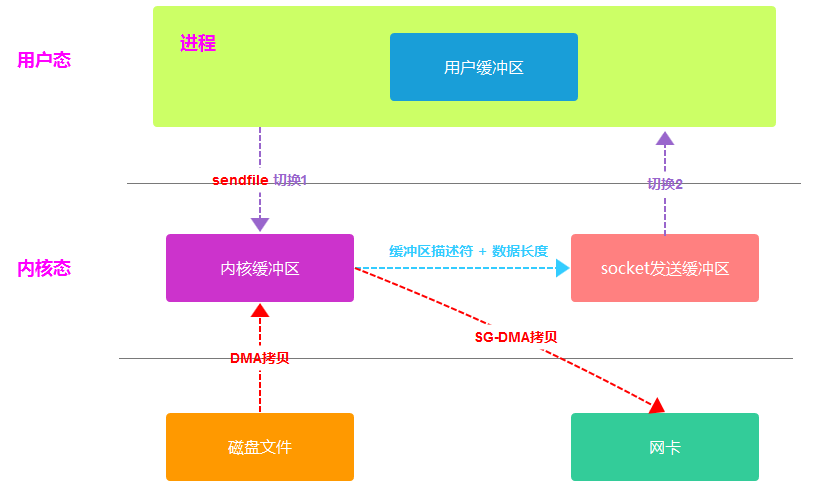 用户态
进程
用户缓冲区
sendfile 切换1
切换2
内核态
内核缓冲区
缓冲区描述符 + 数据长度
socket发送缓冲区
SG-DMA拷贝
DMA拷贝
磁盘文件
网卡